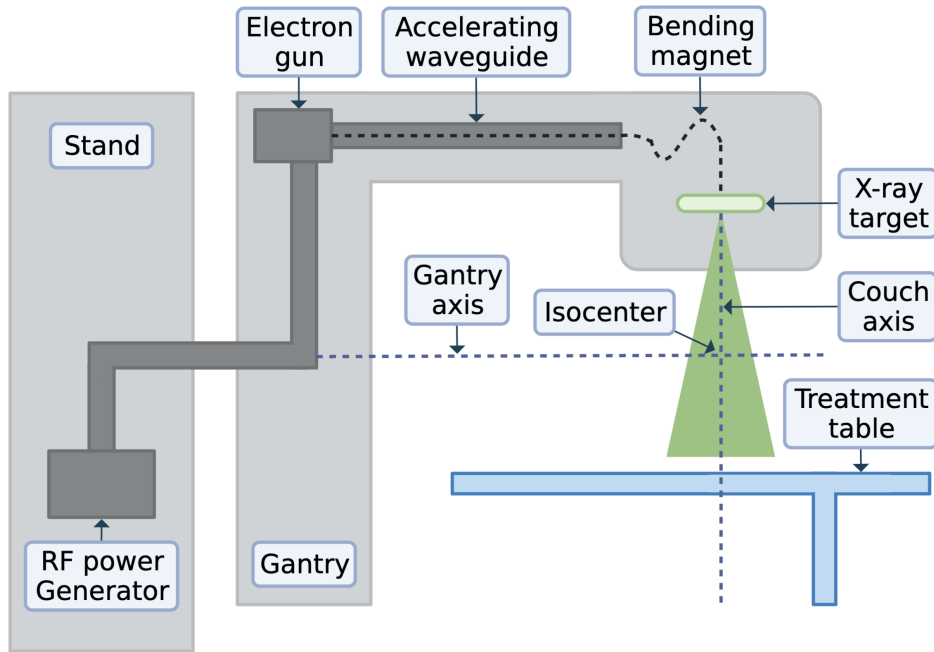 Electron
gun
Accelerating
waveguide
Bending
magnet
Stand
X-ray
target
Gantry
axis
Isocenter
Couch
axis
Treatment
table
RF power
Generator
Gantry